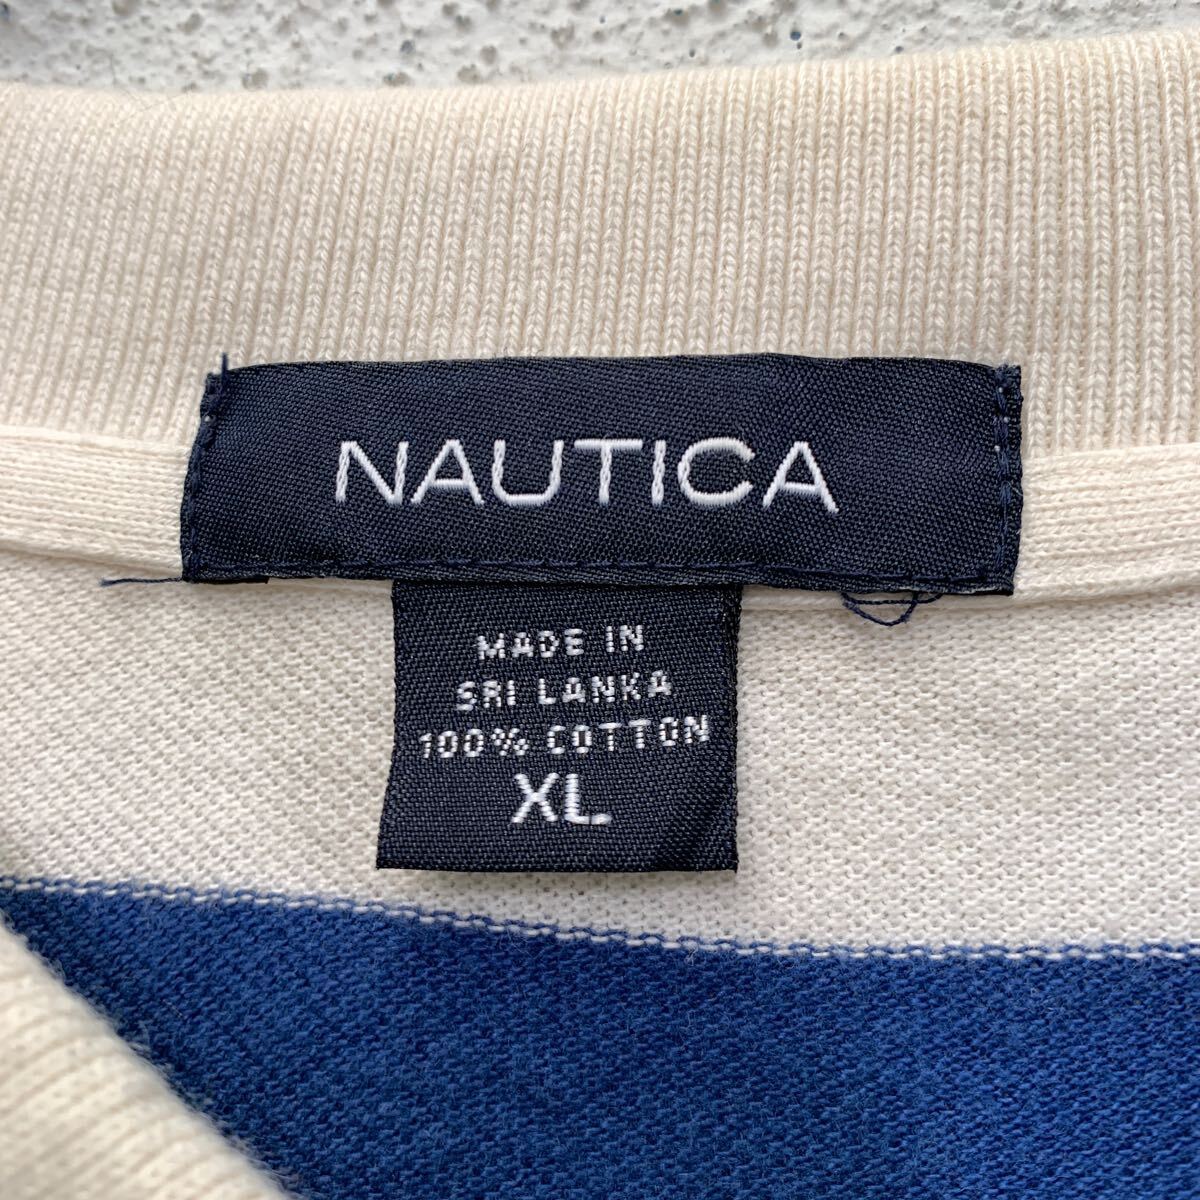 NAUTICA
MADE IN
SRI LANKA
100% COTTON
XL